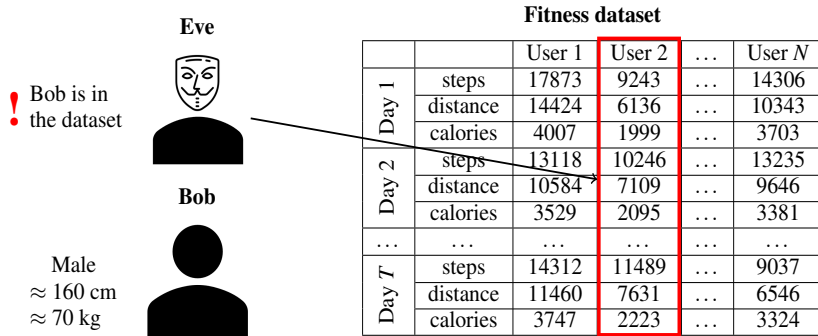 Eve
! Bob is in
the dataset
Bob
Male
≈ 160 cm
≈ 70 kg
Fitness dataset
User 1 User 2 … User N
Day 1
steps 17873 9243 … 14306
distance 14424 6136 … 10343
calories 4007 1999 … 3703
Day 2
steps 13118 10246 … 13235
distance 10584 7109 … 9646
calories 3529 2095 … 3381
… … … … …
Day T
steps 14312 11489 … 9037
distance 11460 7631 … 6546
calories 3747 2223 … 3324